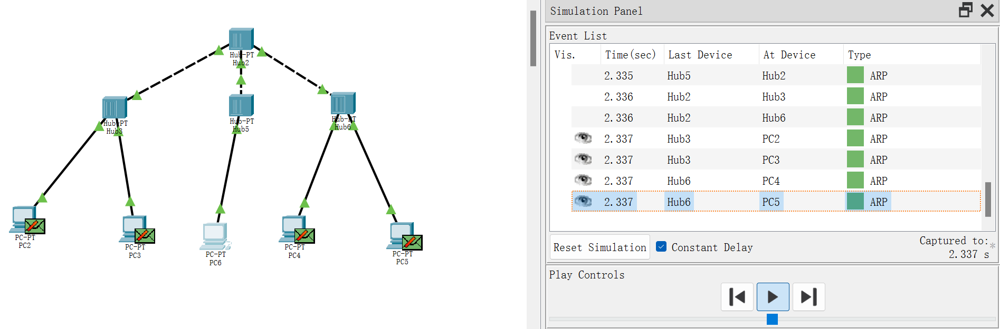 Hub-PT
Hub2
Hub-PT
Hub3
Hub-PT
Hub5
Hub-PT
Hub6
PC-PT
PC2
PC-PT
PC3
PC-PT
PC6
PC-PT
PC4
PC-PT
PC5
Simulation Panel
Event List
Vis. Time(sec) Last Device At Device Type
2.335 Hub5 Hub2 ARP
2.336 Hub2 Hub3 ARP
2.336 Hub2 Hub6 ARP
2.337 Hub3 PC2 ARP
2.337 Hub3 PC3 ARP
2.337 Hub6 PC4 ARP
2.337 Hub6 PC5 ARP
Reset Simulation Constant Delay
Captured to: *
2.337 s
Play Controls